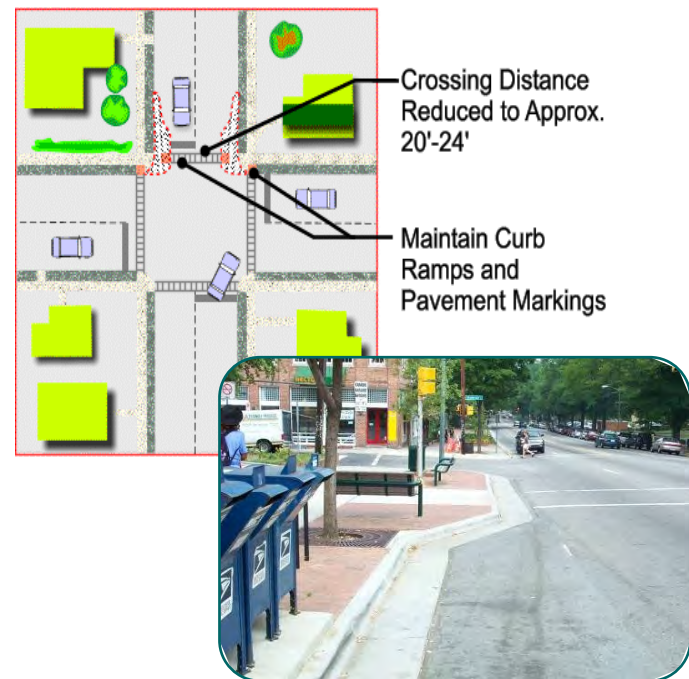 Crossing Distance
Reduced to Approx.
20'-24'
Maintain Curb
Ramps and
Pavement Markings